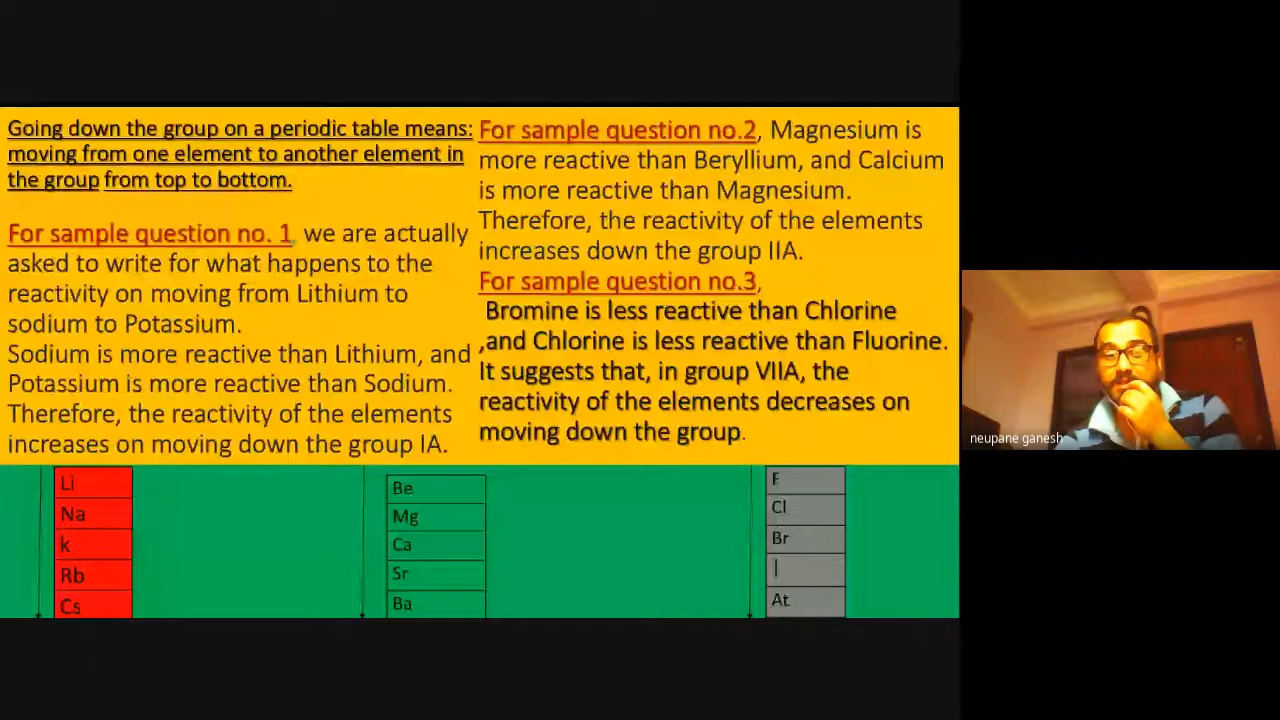 Going down the group on a periodic table means:
moving from one element to another element in
the group from top to bottom.
For sample question no. 1, we are actually
asked to write for what happens to the
reactivity on moving from Lithium to
sodium to Potassium.
Sodium is more reactive than Lithium, and
Potassium is more reactive than Sodium.
Therefore, the reactivity of the elements
increases on moving down the group IA.
For sample question no.2, Magnesium is
more reactive than Beryllium, and Calcium
is more reactive than Magnesium.
Therefore, the reactivity of the elements
increases down the group IIA.
For sample question no.3,
Bromine is less reactive than Chlorine
,and Chlorine is less reactive than Fluorine.
It suggests that, in group VIIA, the
reactivity of the elements decreases on
moving down the group.
Li
Na
k
Rb
Cs
Be
Mg
Ca
Sr
Ba
F
Cl
Br
I
At
neupane ganesh